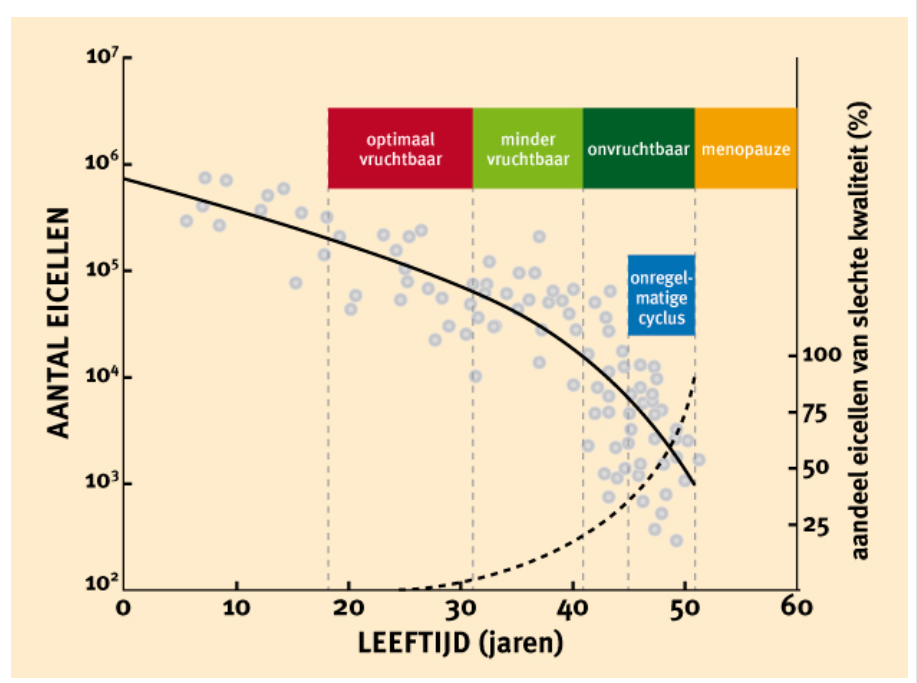 AANTAL EICELLEN
10⁷
10⁶
10⁵
10⁴
10³
10²
optimaal
vruchtbaar
minder
vruchtbaar
onvruchtbaar
menopauze
onregel-
matige
cyclus
100
75
50
25
aandeel eicellen van slechte kwaliteit (%)
0 10 20 30 40 50 60
LEEFTIJD (jaren)